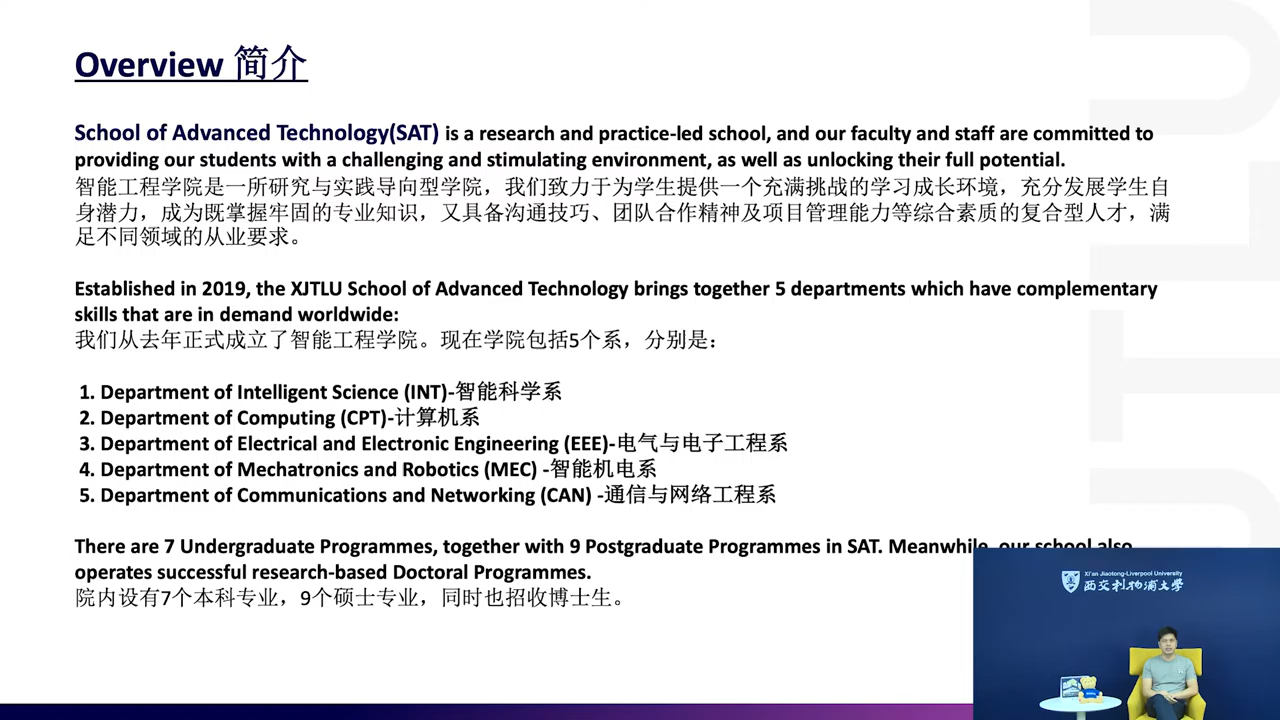 Overview 简介
School of Advanced Technology(SAT) is a research and practice-led school, and our faculty and staff are committed to
providing our students with a challenging and stimulating environment, as well as unlocking their full potential.
智能工程学院是一所研究与实践导向型学院，我们致力于为学生提供一个充满挑战的学习成长环境，充分发展学生自
身潜力，成为既掌握牢固的专业知识，又具备沟通技巧、团队合作精神及项目管理能力等综合素质的复合型人才，满
足不同领域的从业要求。
Established in 2019, the XJTLU School of Advanced Technology brings together 5 departments which have complementary
skills that are in demand worldwide:
我们从去年正式成立了智能工程学院。现在学院包括5个系，分别是：
1. Department of Intelligent Science (INT)-智能科学系
2. Department of Computing (CPT)-计算机系
3. Department of Electrical and Electronic Engineering (EEE)-电气与电子工程系
4. Department of Mechatronics and Robotics (MEC) -智能机电系
5. Department of Communications and Networking (CAN) -通信与网络工程系
There are 7 Undergraduate Programmes, together with 9 Postgraduate Programmes in SAT. Meanwhile, our school also
operates successful research-based Doctoral Programmes.
院内设有7个本科专业，9个硕士专业，同时也招收博士生。
Xi'an Jiaotong-Liverpool University
西交利物浦大学